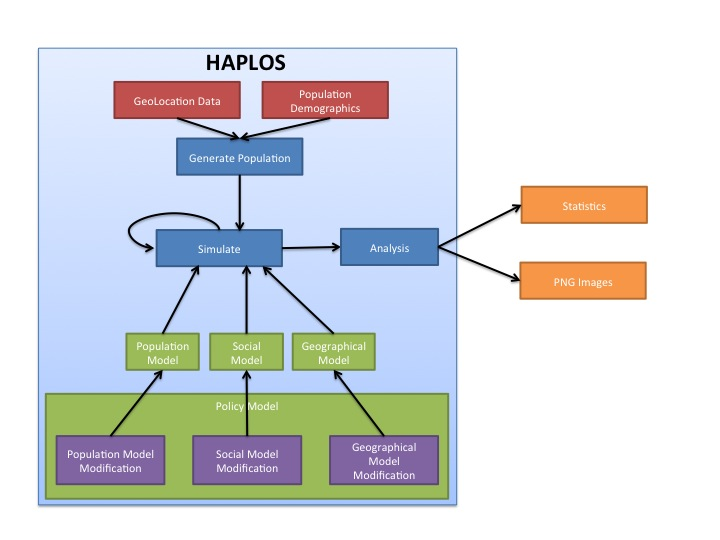 HAPLOS
GeoLocation Data
Population
Demographics
Generate Population
Simulate
Analysis
Statistics
PNG Images
Population
Model
Social
Model
Geographical
Model
Policy Model
Population Model
Modification
Social Model
Modification
Geographical
Model
Modification